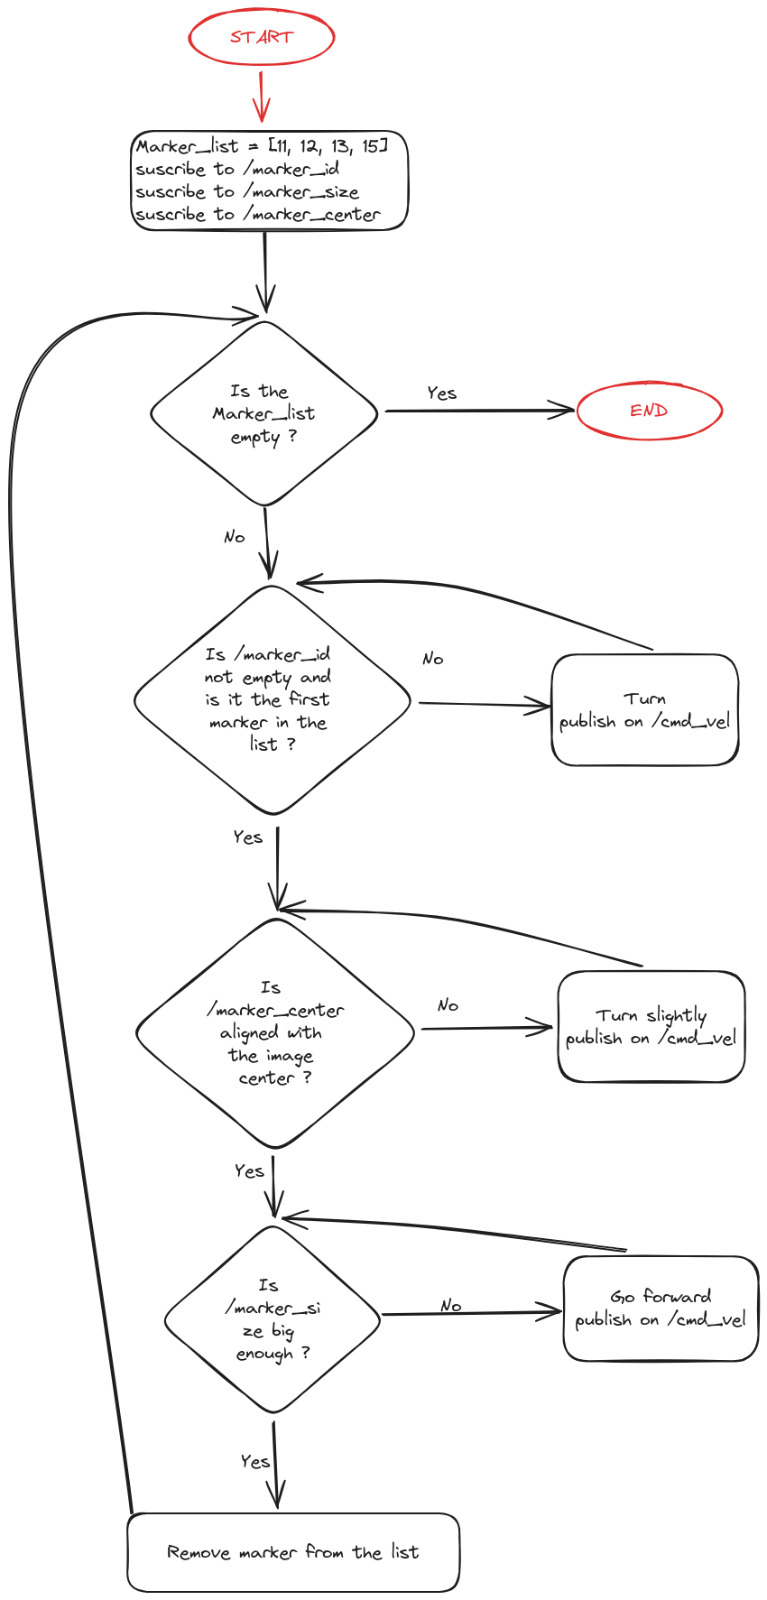 START
Marker_list = [11, 12, 13, 15]
suscribe to /marker_id
suscribe to /marker_size
suscribe to /marker_center
Is the
Marker_list
empty ?
Yes
END
No
Is /marker_id
not empty and
is it the first
marker in the
list ?
No
Turn
publish on /cmd_vel
Yes
Is
/marker_center
aligned with
the image
center ?
No
Turn slightly
publish on /cmd_vel
Yes
Is
/marker_si
ze big
enough ?
No
Go forward
publish on /cmd_vel
Yes
Remove marker from the list